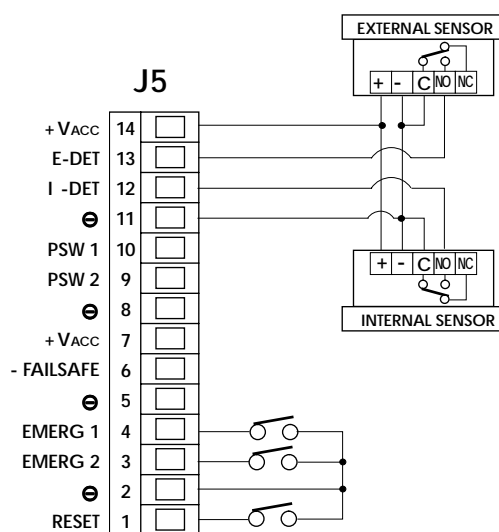 EXTERNAL SENSOR
+ - C NO NC
J5
+ VACC 14
E-DET 13
I -DET 12
⊖ 11
PSW 1 10
PSW 2 9
⊖ 8
+ VACC 7
- FAILSAFE 6
⊖ 5
EMERG 1 4
EMERG 2 3
⊖ 2
RESET 1
+ - C NO NC
INTERNAL SENSOR